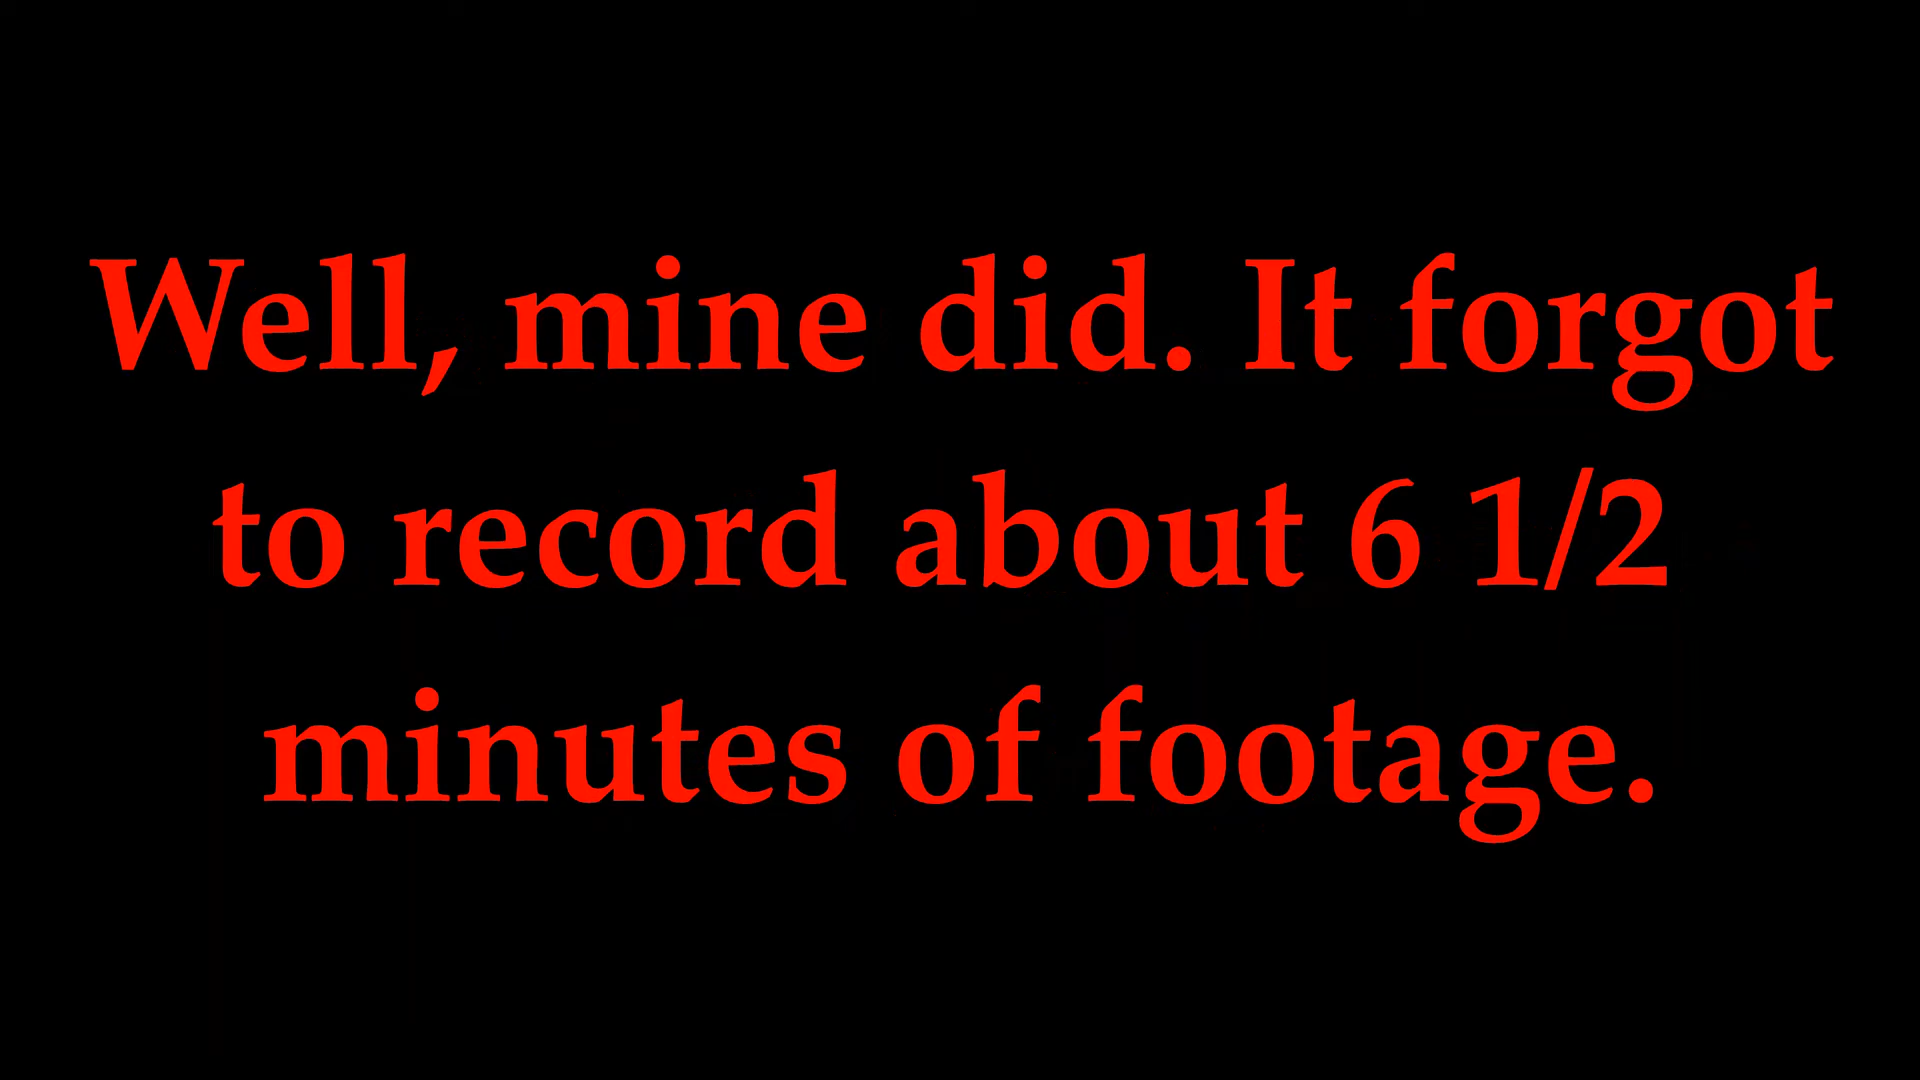 Well, mine did. It forgot
to record about 6 1/2
minutes of footage.